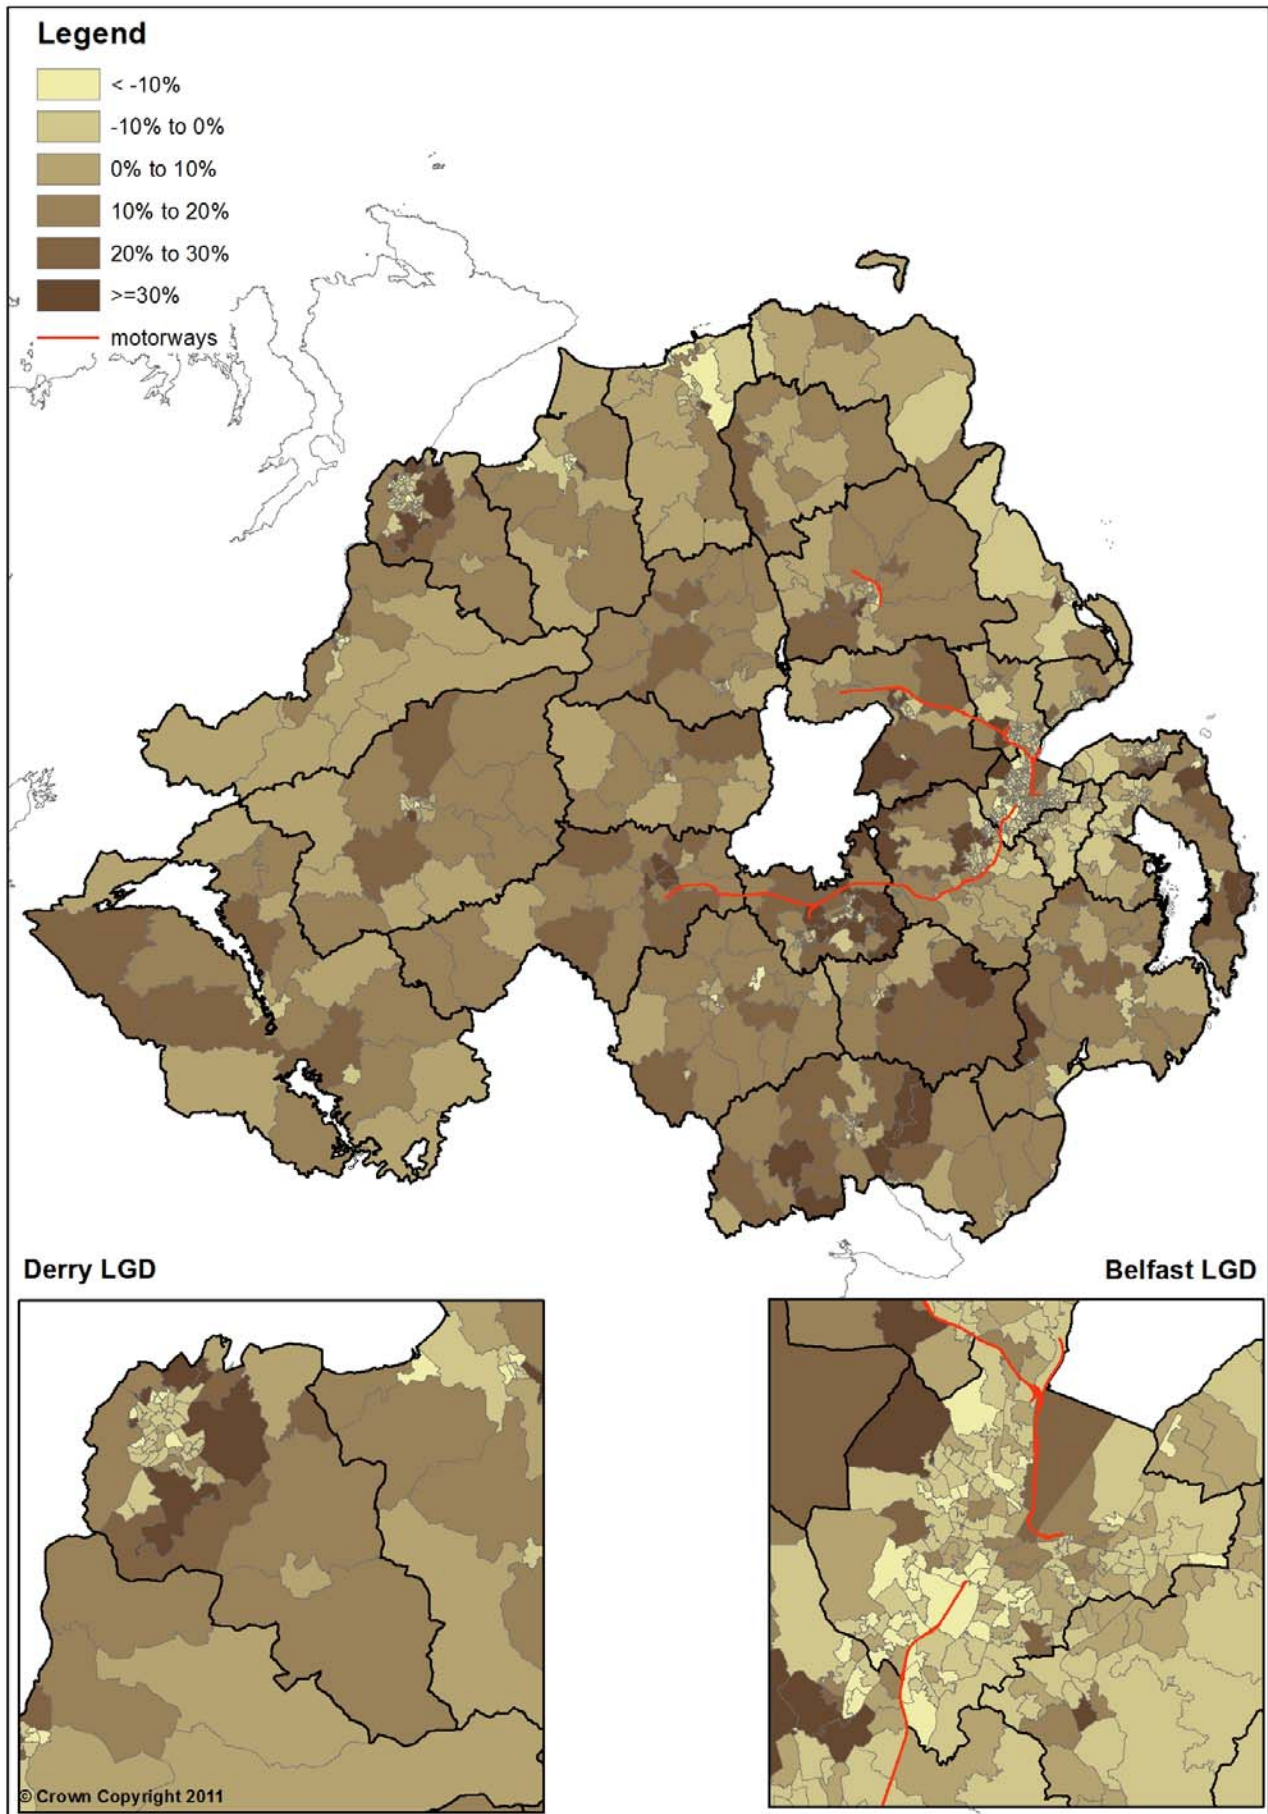 Legend
< -10%
-10% to 0%
0% to 10%
10% to 20%
20% to 30%
>=30%
motorways
Derry LGD
Belfast LGD
© Crown Copyright 2011